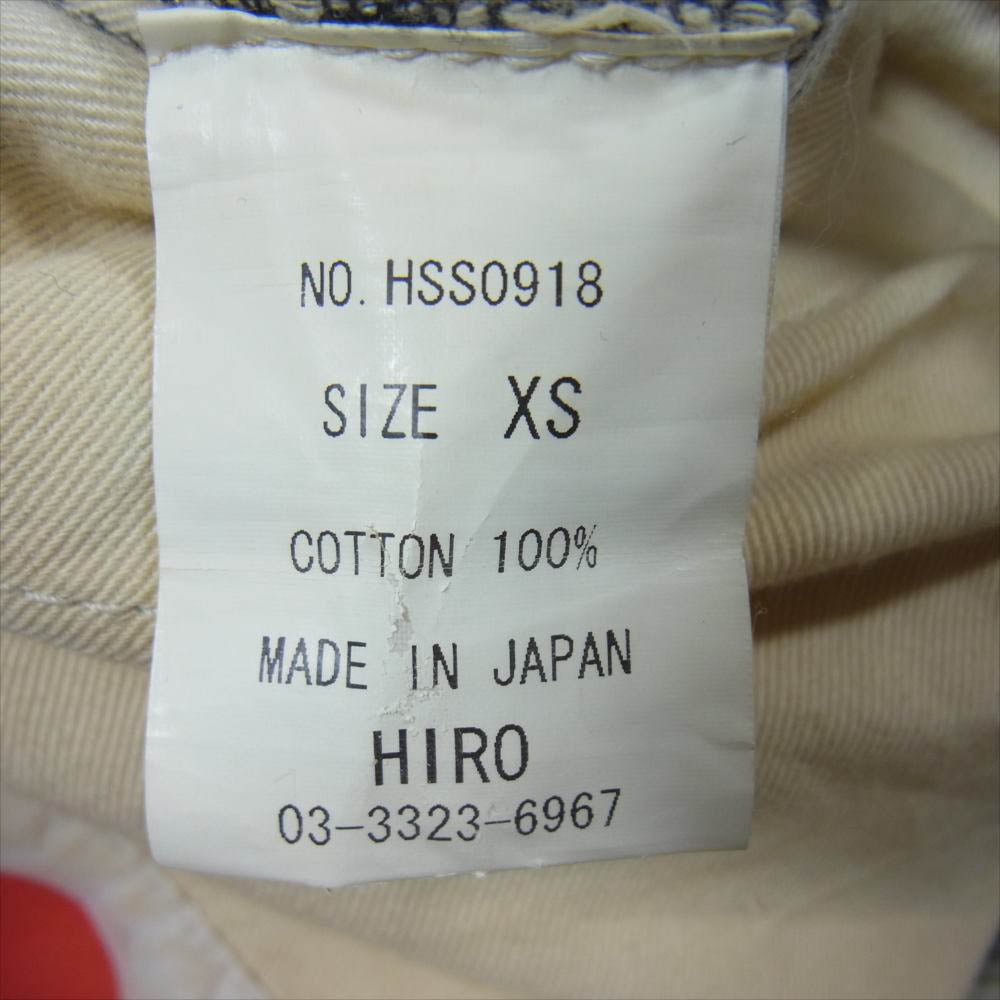 NO. HSS0918
SIZE XS
COTTON 100%
MADE IN JAPAN
HIRO
03-3323-6967